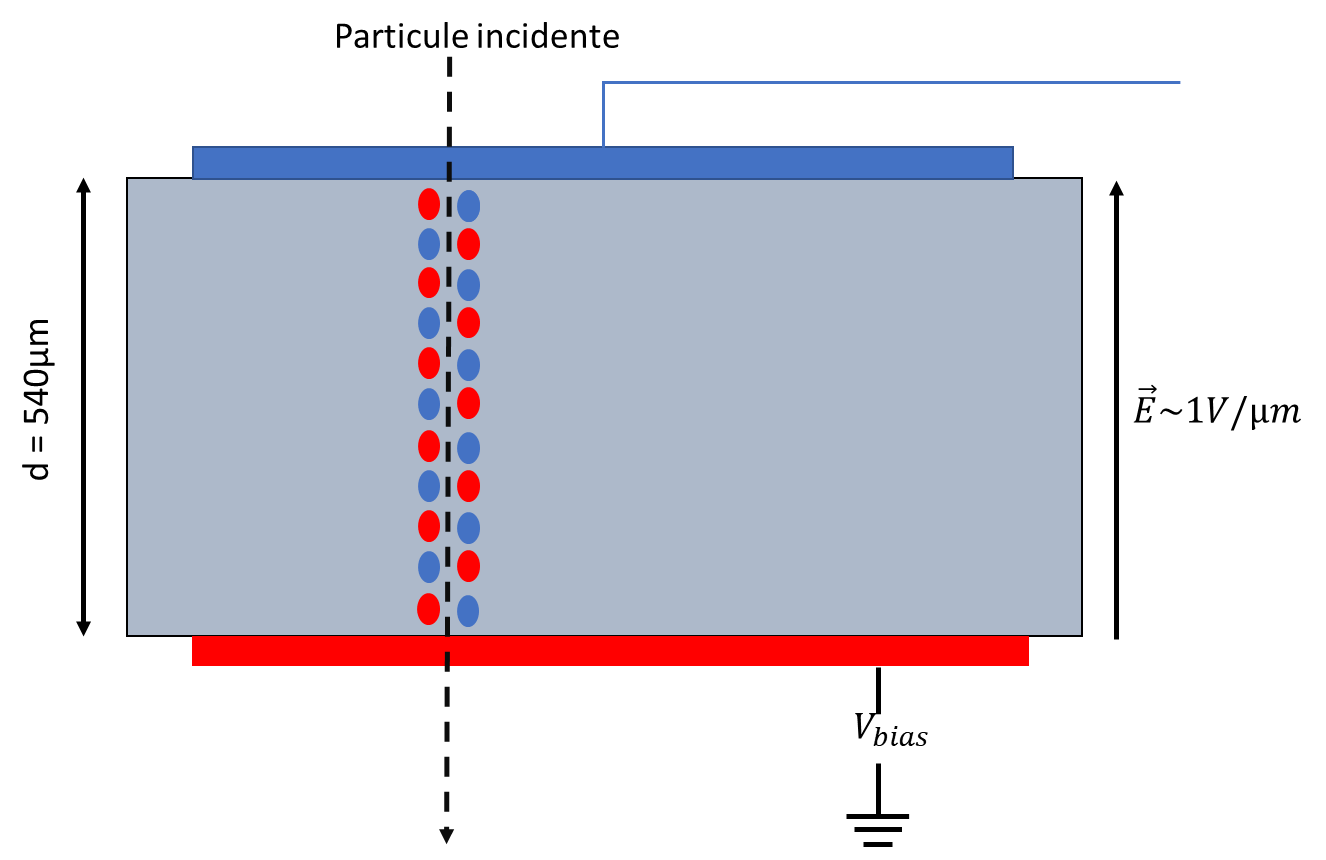 Particule incidente
d = 540µm
E⃗~1V/µm
V_bias